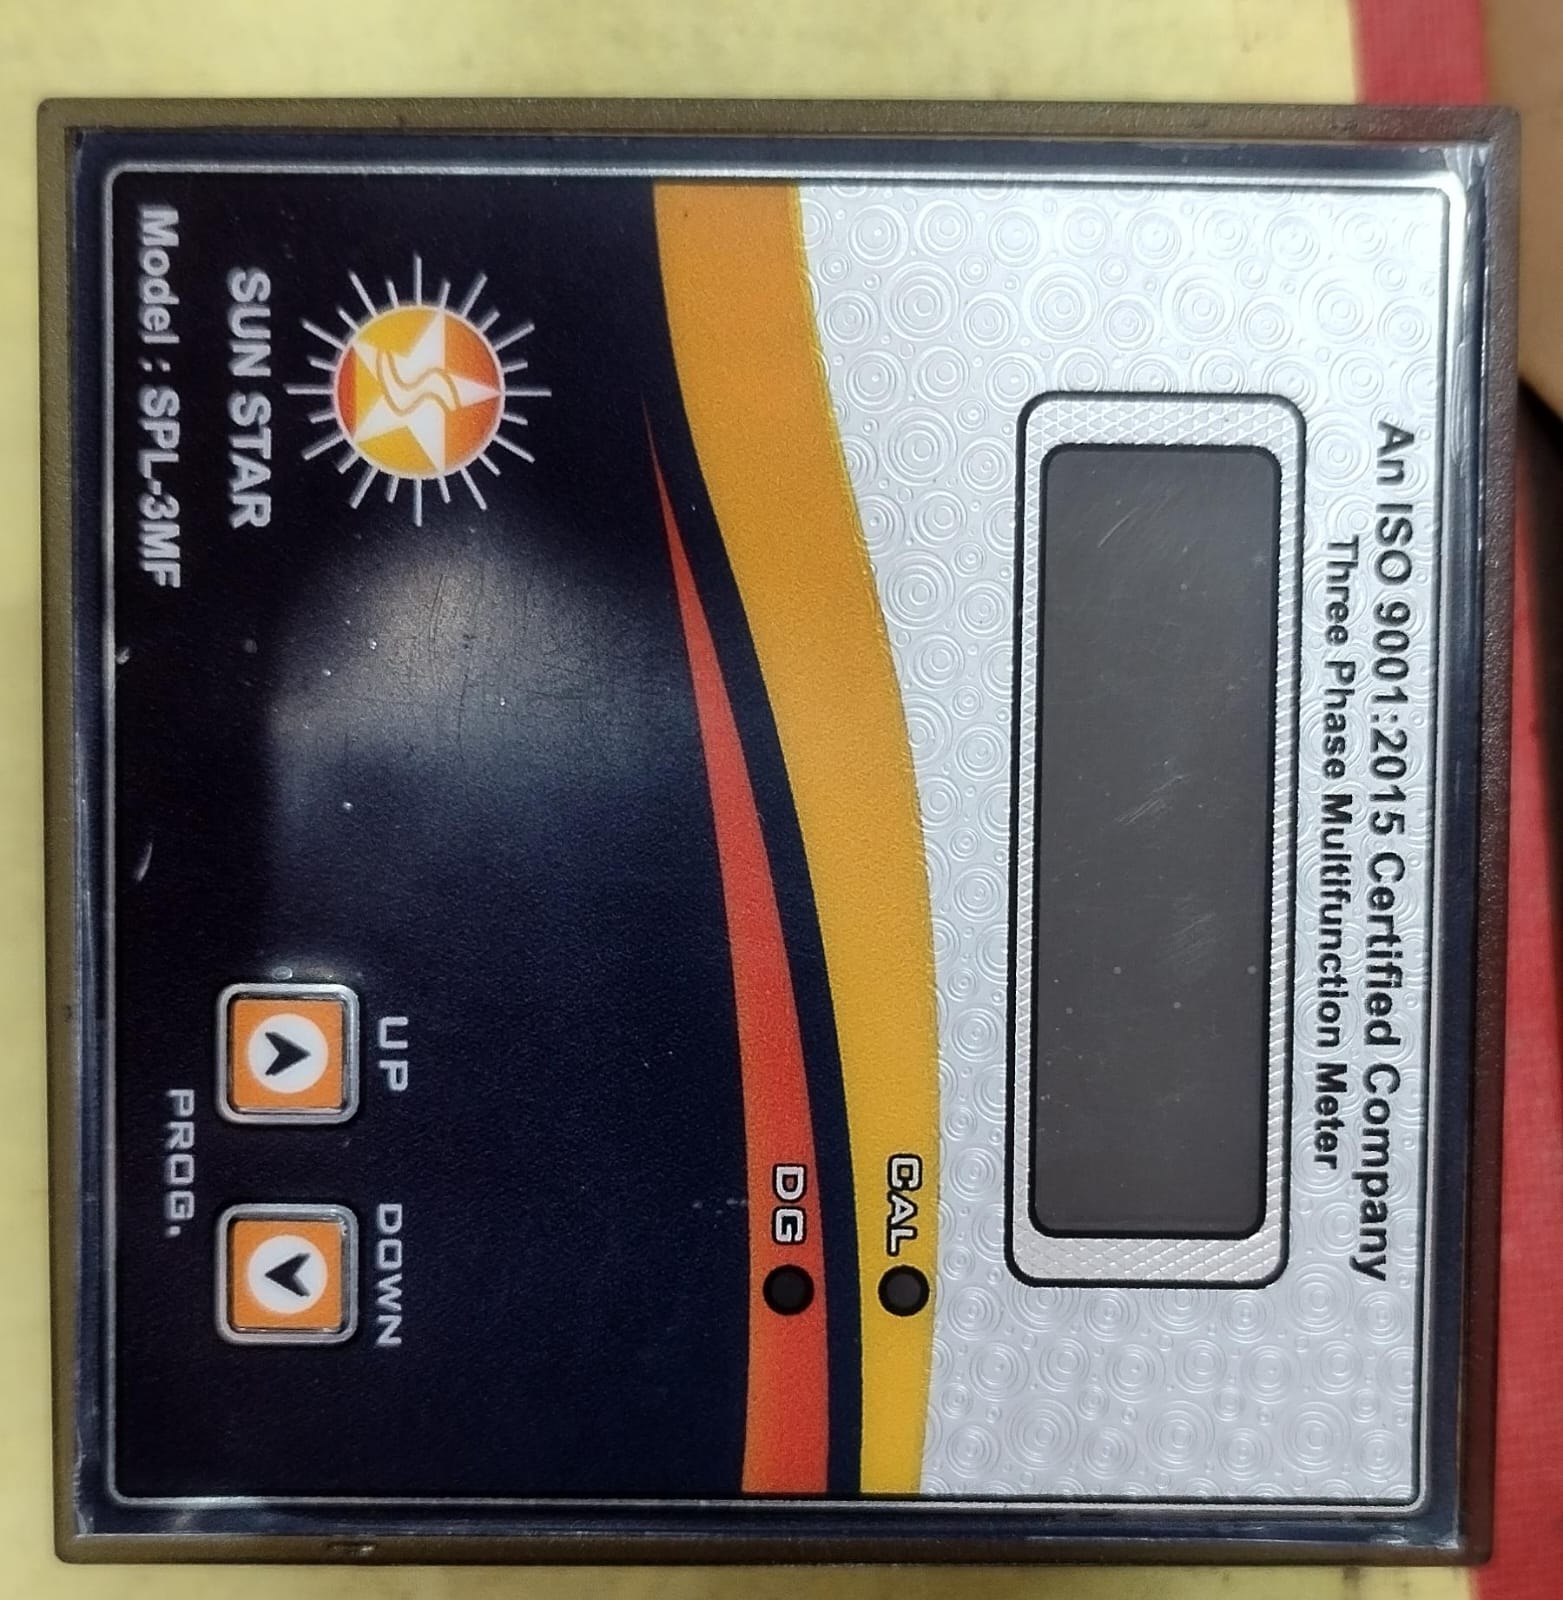 An ISO 9001:2015 Certified Company
Three Phase Multifunction Meter
CAL
DG
SUN STAR
Model : SPL-3MF
UP
DOWN
PROG.